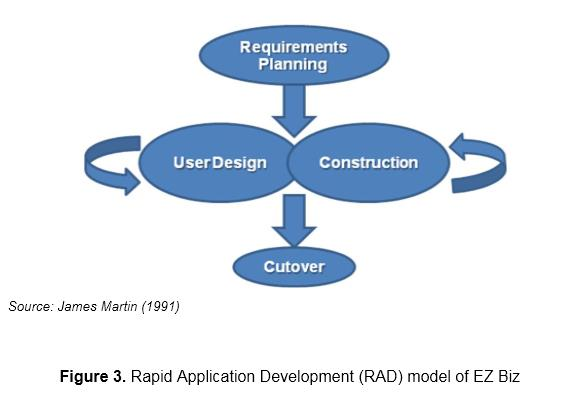 Requirements
Planning
User Design
Construction
Cutover
Source: James Martin (1991)
Figure 3. Rapid Application Development (RAD) model of EZ Biz